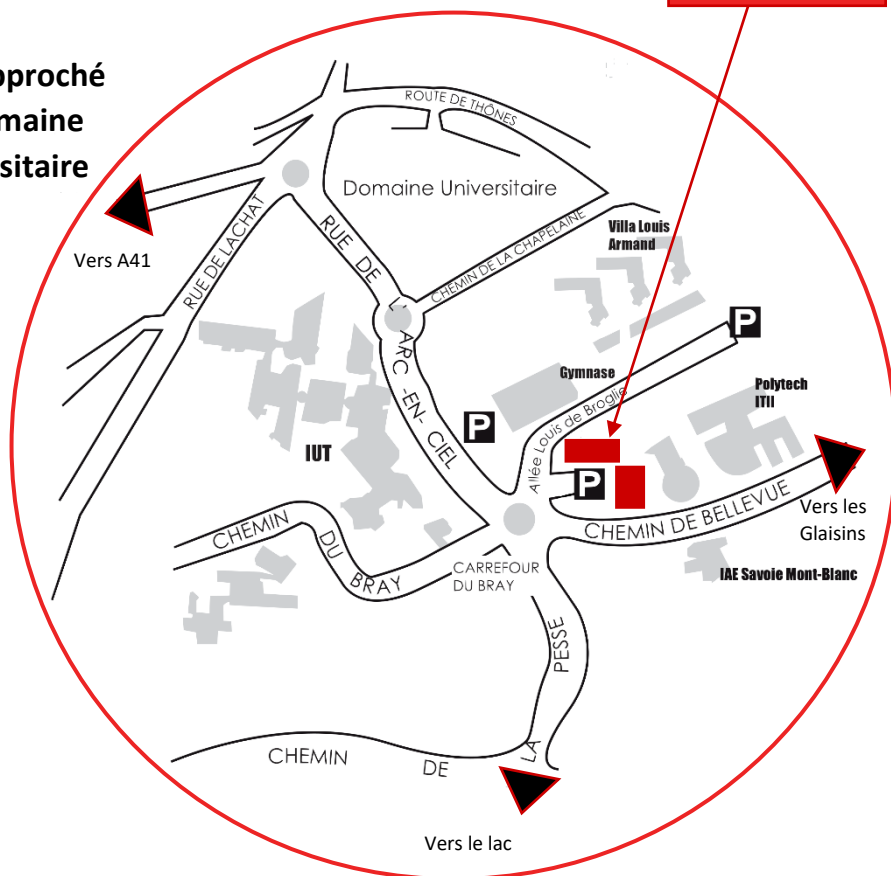 pproché
maine
sitaire
ROUTE DE THÔNES
Domaine Universitaire
Villa Louis
Armand
Vers A41
RUE DE LACHAT
RUE DE L' ARC -EN- CIEL
CHEMIN DE LA CHAPELAINE
P
Gymnase
Polytech
ITII
P
IUT
Allée Louis de Broglie
P
CHEMIN DE BELLEVUE
Vers les
Glaisins
CHEMIN DU BRAY
CARREFOUR
DU BRAY
IAE Savoie Mont-Blanc
CHEMIN DE LA PESSE
Vers le lac